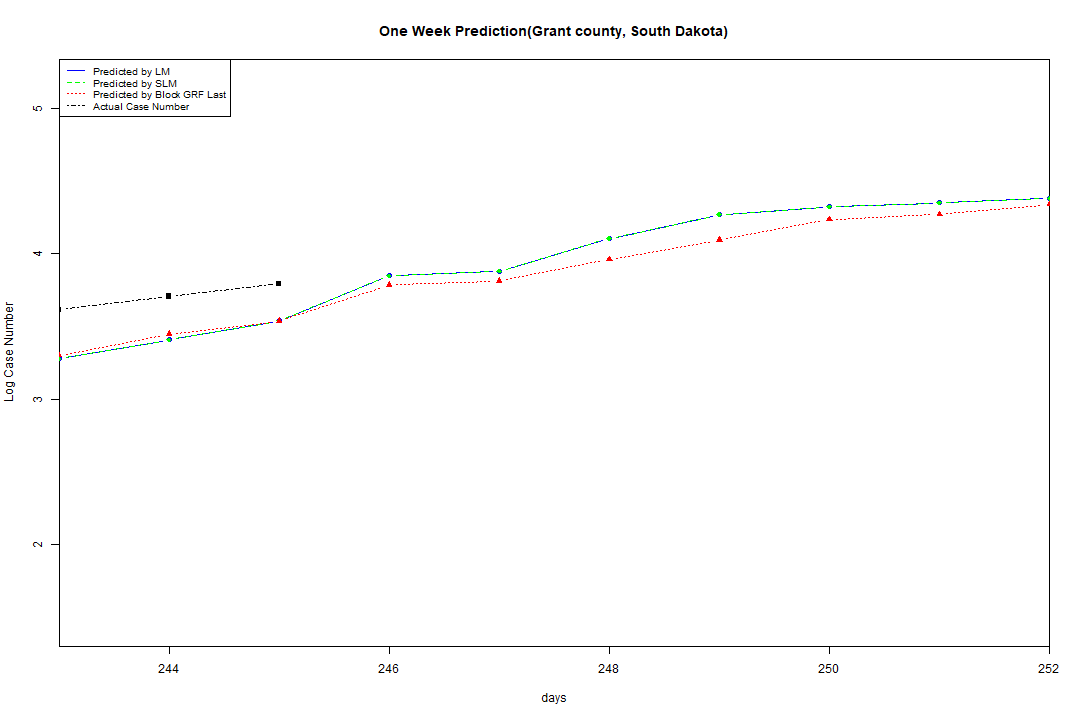 One Week Prediction(Grant county, South Dakota)
Predicted by LM
Predicted by SLM
Predicted by Block GRF Last
Actual Case Number
5
4
3
2
Log Case Number
244 246 248 250 252
days